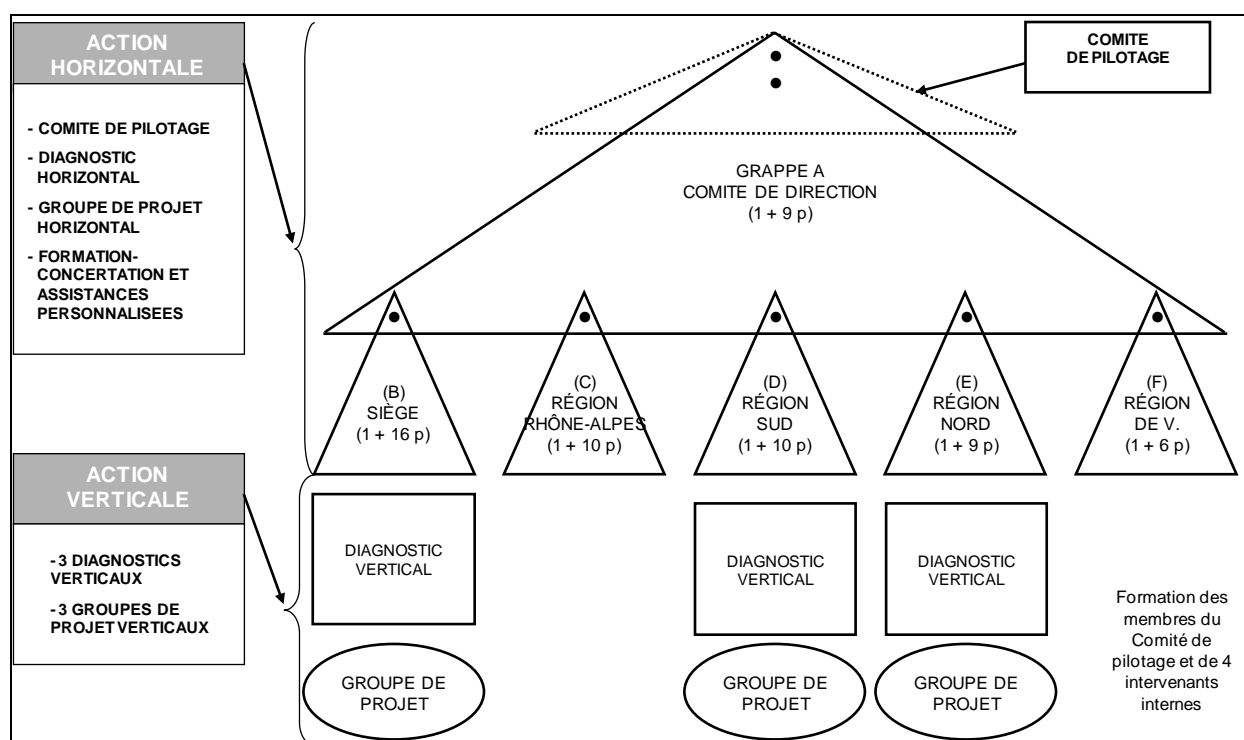 ACTION
HORIZONTALE
- COMITE DE PILOTAGE
- DIAGNOSTIC
HORIZONTAL
- GROUPE DE PROJET
HORIZONTAL
- FORMATION-
CONCERTATION ET
ASSISTANCES
PERSONNALISEES
COMITE
DE PILOTAGE
GRAPPE A
COMITE DE DIRECTION
(1 + 9 p)
(B)
SIÈGE
(1 + 16 p)
(C)
RÉGION
RHÔNE-ALPES
(1 + 10 p)
(D)
RÉGION
SUD
(1 + 10 p)
(E)
RÉGION
NORD
(1 + 9 p)
(F)
RÉGION
DE V.
(1 + 6 p)
ACTION
VERTICALE
- 3 DIAGNOSTICS
VERTICAUX
- 3 GROUPES DE
PROJET VERTICAUX
DIAGNOSTIC
VERTICAL
DIAGNOSTIC
VERTICAL
DIAGNOSTIC
VERTICAL
GROUPE DE
PROJET
GROUPE DE
PROJET
GROUPE DE
PROJET
Formation des
membres du
Comité de
pilotage et de 4
intervenants
internes